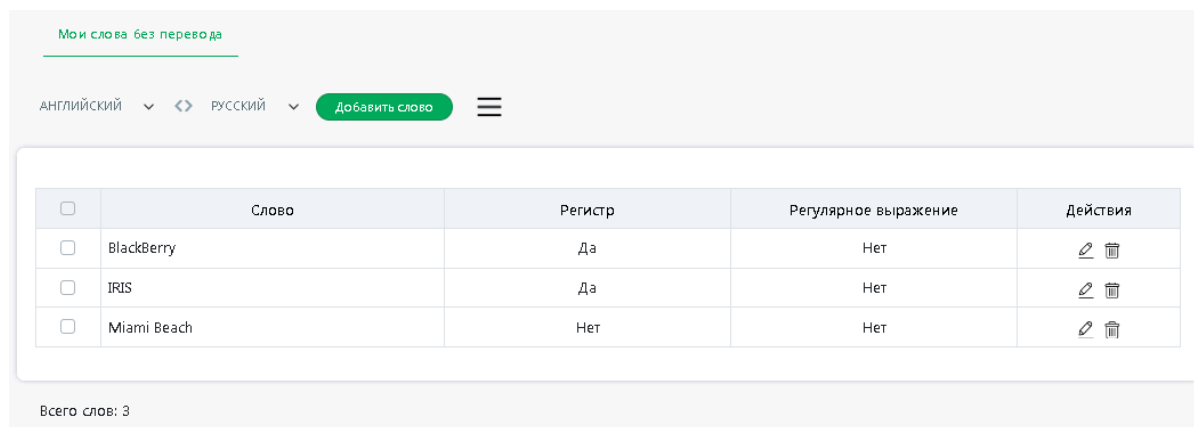 Мои слова без перевода
АНГЛИЙСКИЙ <> РУССКИЙ Добавить слово
Слово Регистр Регулярное выражение Действия
BlackBerry Да Нет
IRIS Да Нет
Miami Beach Нет Нет
Всего слов: 3